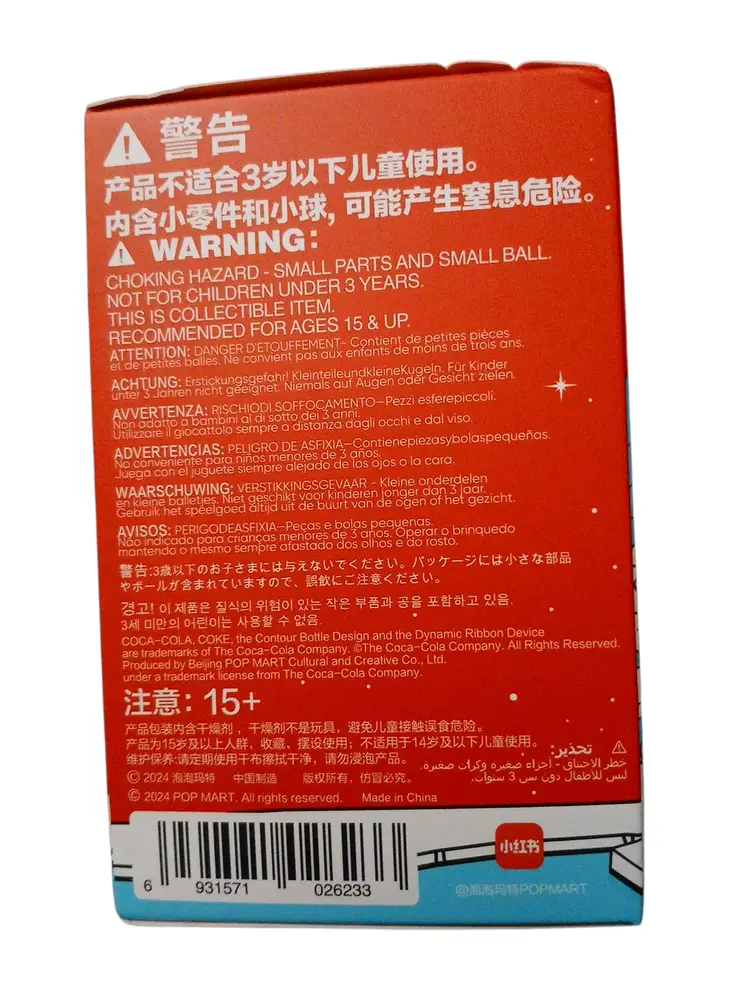 警告
产品不适合3岁以下儿童使用。
内含小零件和小球, 可能产生窒息危险。
WARNING:
CHOKING HAZARD - SMALL PARTS AND SMALL BALL.
NOT FOR CHILDREN UNDER 3 YEARS.
THIS IS COLLECTIBLE ITEM.
RECOMMENDED FOR AGES 15 & UP.
ATTENTION: DANGER D'ETOUFFEMENT- Contient de petites pièces
et de petites balles. Ne convient pas aux enfants de moins de trois ans.
ACHTUNG: Erstickungsgefahr! KleinteileundkleineKugeln. Für Kinder
unter 3 Jahren nicht geeignet. Niemals auf Augen oder Gesicht zielen.
AVVERTENZA: RISCHIODI SOFFOCAMENTO—Pezzi esferepiccoli.
Non adatto a bambini al di sotto dei 3 anni.
Utilizzare il giocattolo sempre a distanza dagli occhi e dal viso.
ADVERTENCIAS: PELIGRO DE ASFIXIA—Contienepiezasybolaspequeñas.
No conveniente para niños menores de 3 años.
Juega con el juguete siempre alejado de los ojos o la cara.
WAARSCHUWING: VERSTIKKINGSGEVAAR - Kleine onderdelen
en kleine balletjes. Niet geschikt voor kinderen jonger dan 3 jaar.
Gebruik het speelgoed altijd uit de buurt van de ogen of het gezicht.
AVISOS: PERIGODEASFIXIA—Peças e bolas pequenas.
Não indicado para crianças menores de 3 anos. Operar o brinquedo
mantendo o mesmo sempre afastado dos olhos e do rosto.
警告:3歳以下のお子さまには与えないでください。パッケージには小さな部品
やボールが含まれていますので、誤飲にご注意ください。
경고! 이 제품은 질식의 위험이 있는 작은 부품과 공을 포함하고 있음.
3세 미만의 어린이는 사용할 수 없음.
COCA-COLA, COKE, the Contour Bottle Design and the Dynamic Ribbon Device
are trademarks of The Coca-Cola Company. ©The Coca-Cola Company. All Rights Reserved.
Produced by Beijing POP MART Cultural and Creative Co., Ltd.
under a trademark license from The Coca-Cola Company.
注意: 15+
产品包装内含干燥剂，干燥剂不是玩具，避免儿童接触误食危险。
产品为15岁及以上人群，收藏、摆设使用；不适用于14岁及以下儿童使用。
维护保养:请定期使用干布擦拭干净，请勿浸泡产品。
تحذير:
خطر الاختناق - أجزاء صغيرة وكرات صغيرة.
ليس للأطفال دون سن 3 سنوات.
© 2024 泡泡玛特 中国制造 版权所有，仿冒必究。
© 2024 POP MART. All rights reserved. Made in China
6 931571 026233
小红书
@泡泡玛特POPMART